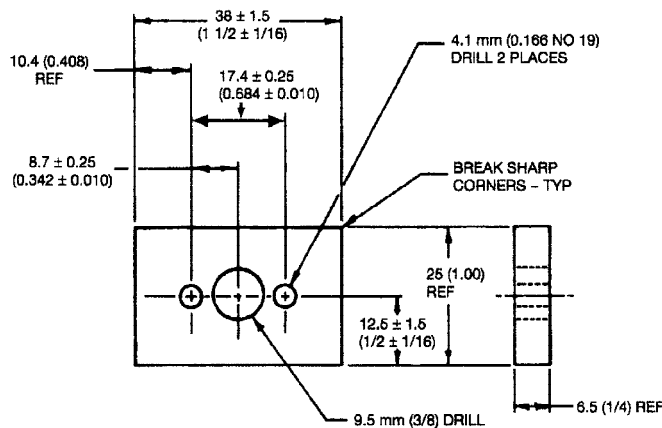 38 ± 1.5
(1 1/2 ± 1/16)
10.4 (0.408)
REF
17.4 ± 0.25
(0.684 ± 0.010)
4.1 mm (0.166 NO 19)
DRILL 2 PLACES
8.7 ± 0.25
(0.342 ± 0.010)
BREAK SHARP
CORNERS – TYP
25 (1.00)
REF
12.5 ± 1.5
(1/2 ± 1/16)
6.5 (1/4) REF
9.5 mm (3/8) DRILL